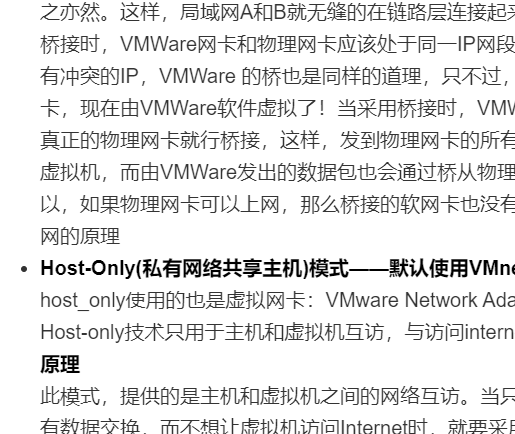 之亦然。这样，局域网A和B就无缝的在链路层连接起
桥接时，VMWare网卡和物理网卡应该处于同一IP网段
有冲突的IP，VMWare 的桥也是同样的道理，只不过，
卡，现在由VMWare软件虚拟了！当采用桥接时，VMW
真正的物理网卡就行桥接，这样，发到物理网卡的所有
虚拟机，而由VMWare发出的数据包也会通过桥从物理
以，如果物理网卡可以上网，那么桥接的软网卡也没有
网的原理
• Host-Only(私有网络共享主机)模式——默认使用VMne
host_only使用的也是虚拟网卡：VMware Network Ada
Host-only技术只用于主机和虚拟机互访，与访问intern
原理
此模式，提供的是主机和虚拟机之间的网络互访。当只
有数据交换，而不想让虚拟机访问Internet时，就要采用